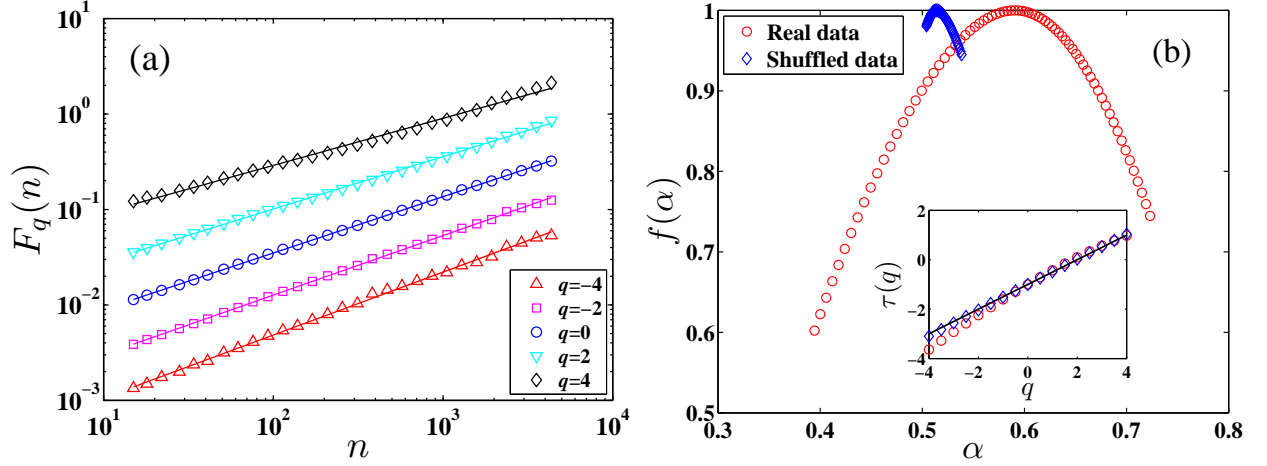 10^1
10^0
10^−1
10^−2
10^−3
F_q(n)
(a)
q=−4
q=−2
q=0
q=2
q=4
10^1
10^2
10^3
10^4
n
1
0.9
0.8
0.7
0.6
0.5
f(α)
Real data
Shuffled data
(b)
2
0
−2
−4
τ(q)
−4
−2
0
2
4
q
0.3
0.4
0.5
0.6
0.7
0.8
α